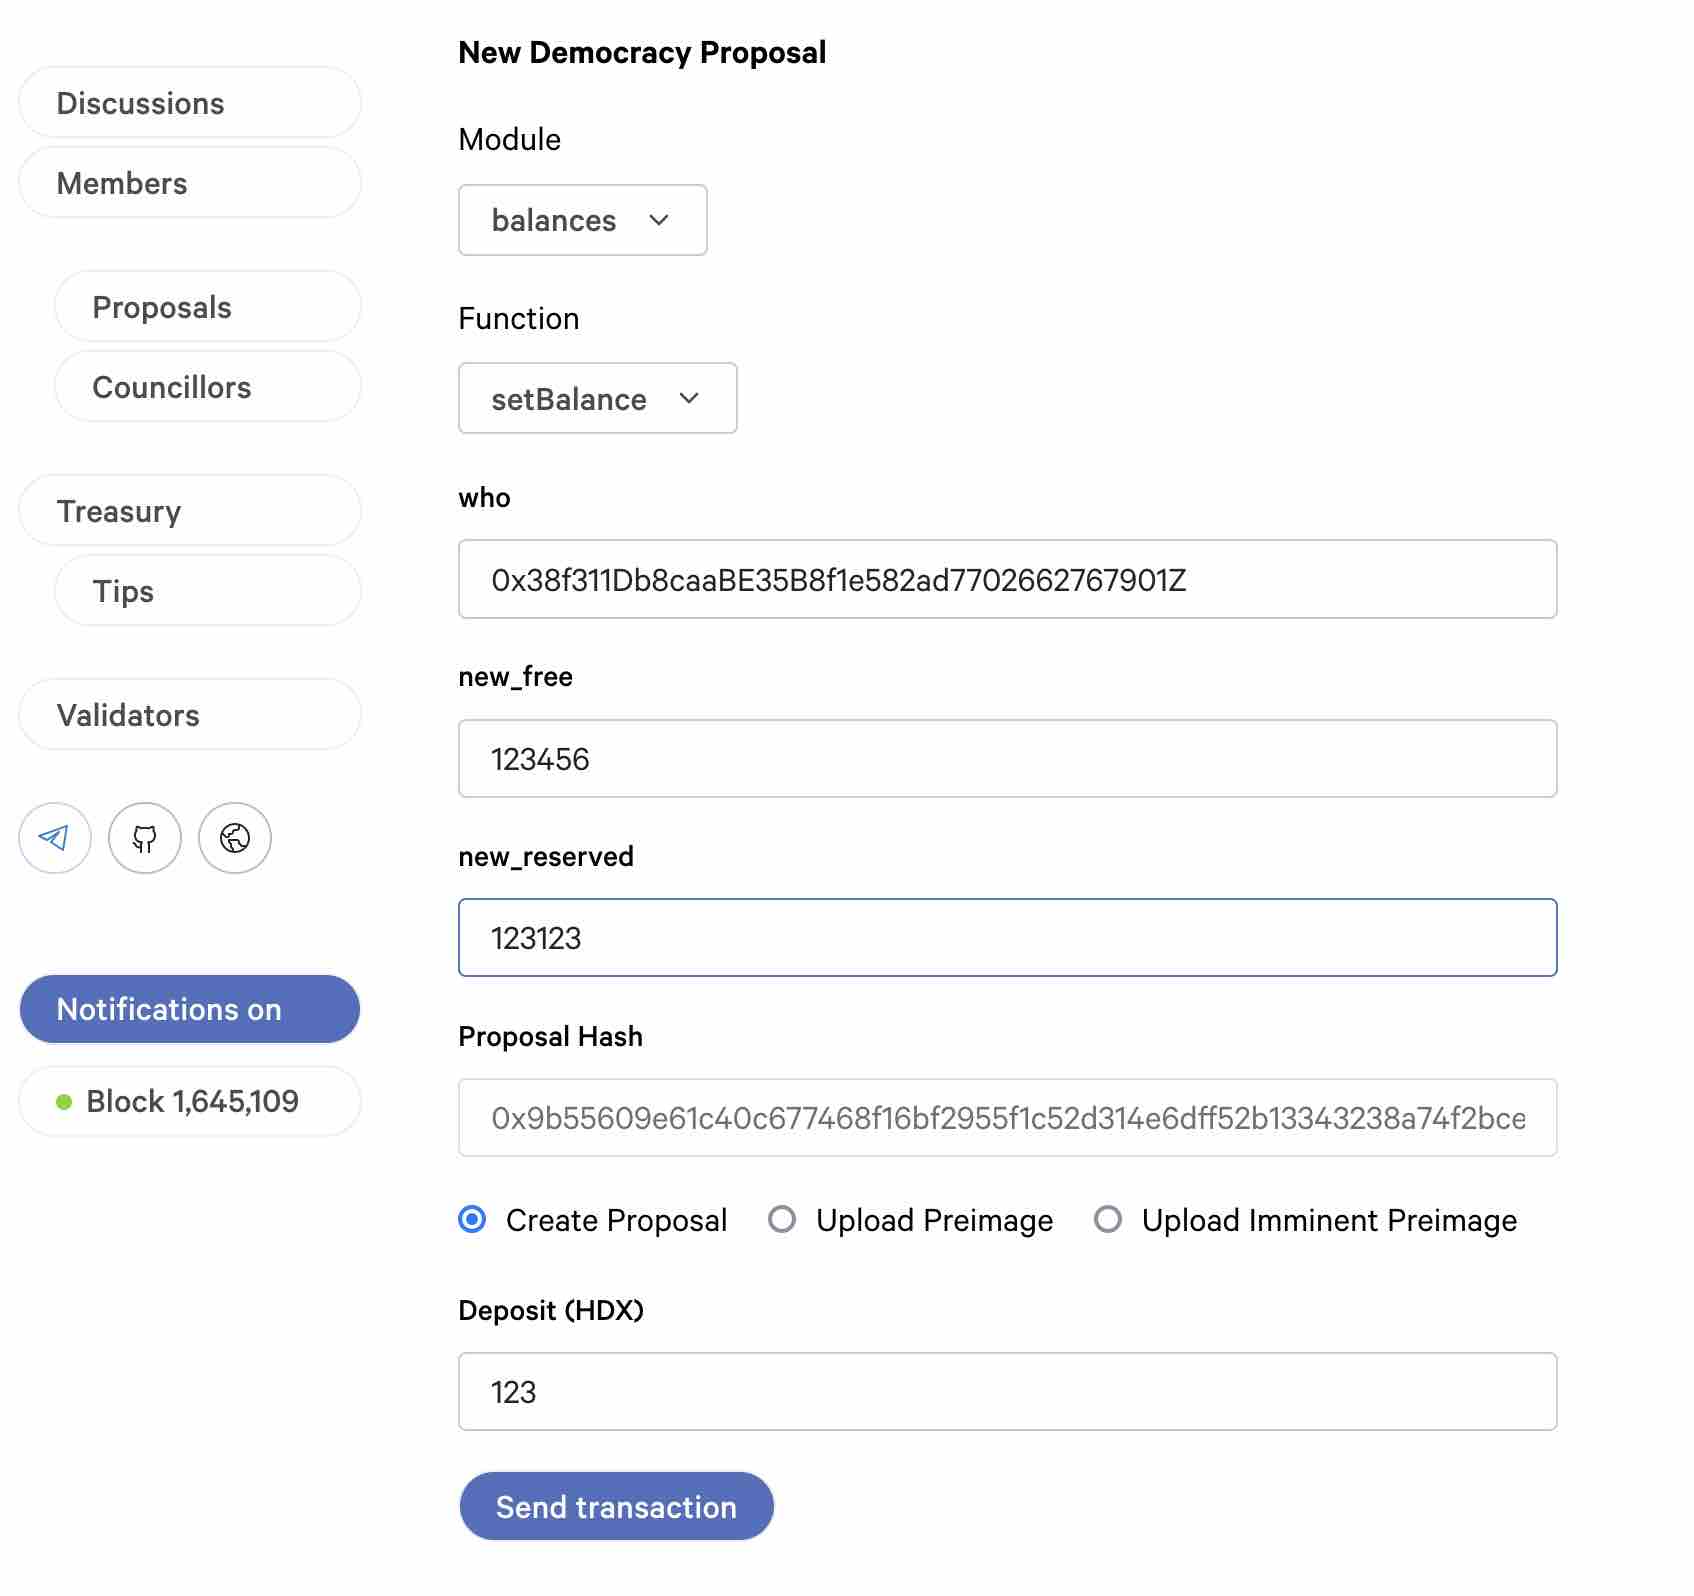 New Democracy Proposal
Discussions
Members
Proposals
Councillors
Treasury
Tips
Validators
Notifications on
Block 1,645,109
Module
balances
Function
setBalance
who
0x38f311Db8caaBE35B8f1e582ad7702662767901Z
new_free
123456
new_reserved
123123
Proposal Hash
0x9b55609e61c40c677468f16bf2955f1c52d314e6dff52b13343238a74f2bce
Create Proposal Upload Preimage Upload Imminent Preimage
Deposit (HDX)
123
Send transaction